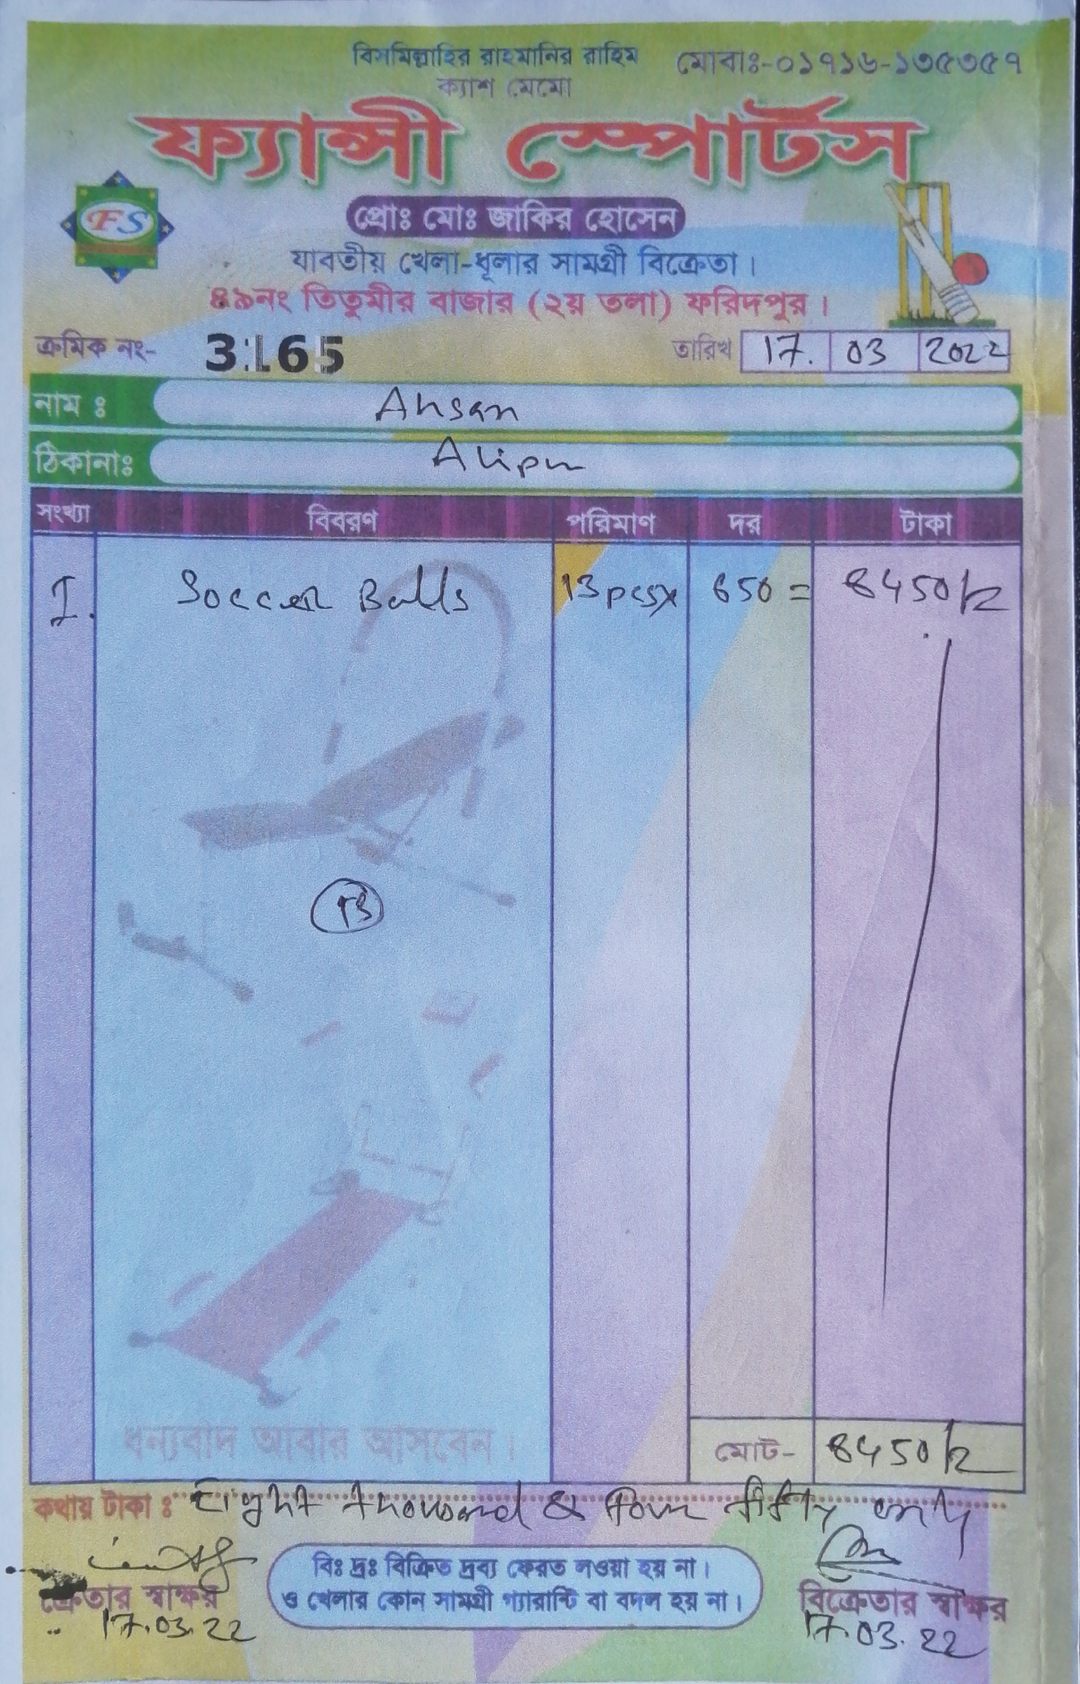 বিসমিল্লাহির রাহমানির রাহিম
মোবাঃ-০১৭১৬-১৩৫৩৫৭
ক্যাশ মেমো
ফ্যান্সী স্পোর্টস
FS
প্রোঃ মোঃ জাকির হোসেন
যাবতীয় খেলা-ধূলার সামগ্রী বিক্রেতা।
৪৯নং তিতুমীর বাজার (২য় তলা) ফরিদপুর।
ক্রমিক নং- 3165 তারিখ 17. 03 2022
নাম ঃ Ahsan
ঠিকানাঃ Alipur
সংখ্যা বিবরণ পরিমাণ দর টাকা
1. Soccer Balls 13pcsx 650 = 8450/=
13
ধন্যবাদ আবার আসবেন।
মোট- 8450/=
কথায় টাকা ঃ Eight thousand & four fifty only
বিঃ দ্রঃ বিক্রিত দ্রব্য ফেরত লওয়া হয় না।
ও খেলার কোন সামগ্রী গ্যারান্টি বা বদল হয় না।
ক্রেতার স্বাক্ষর বিক্রেতার স্বাক্ষর
17.03.22 17.03.22